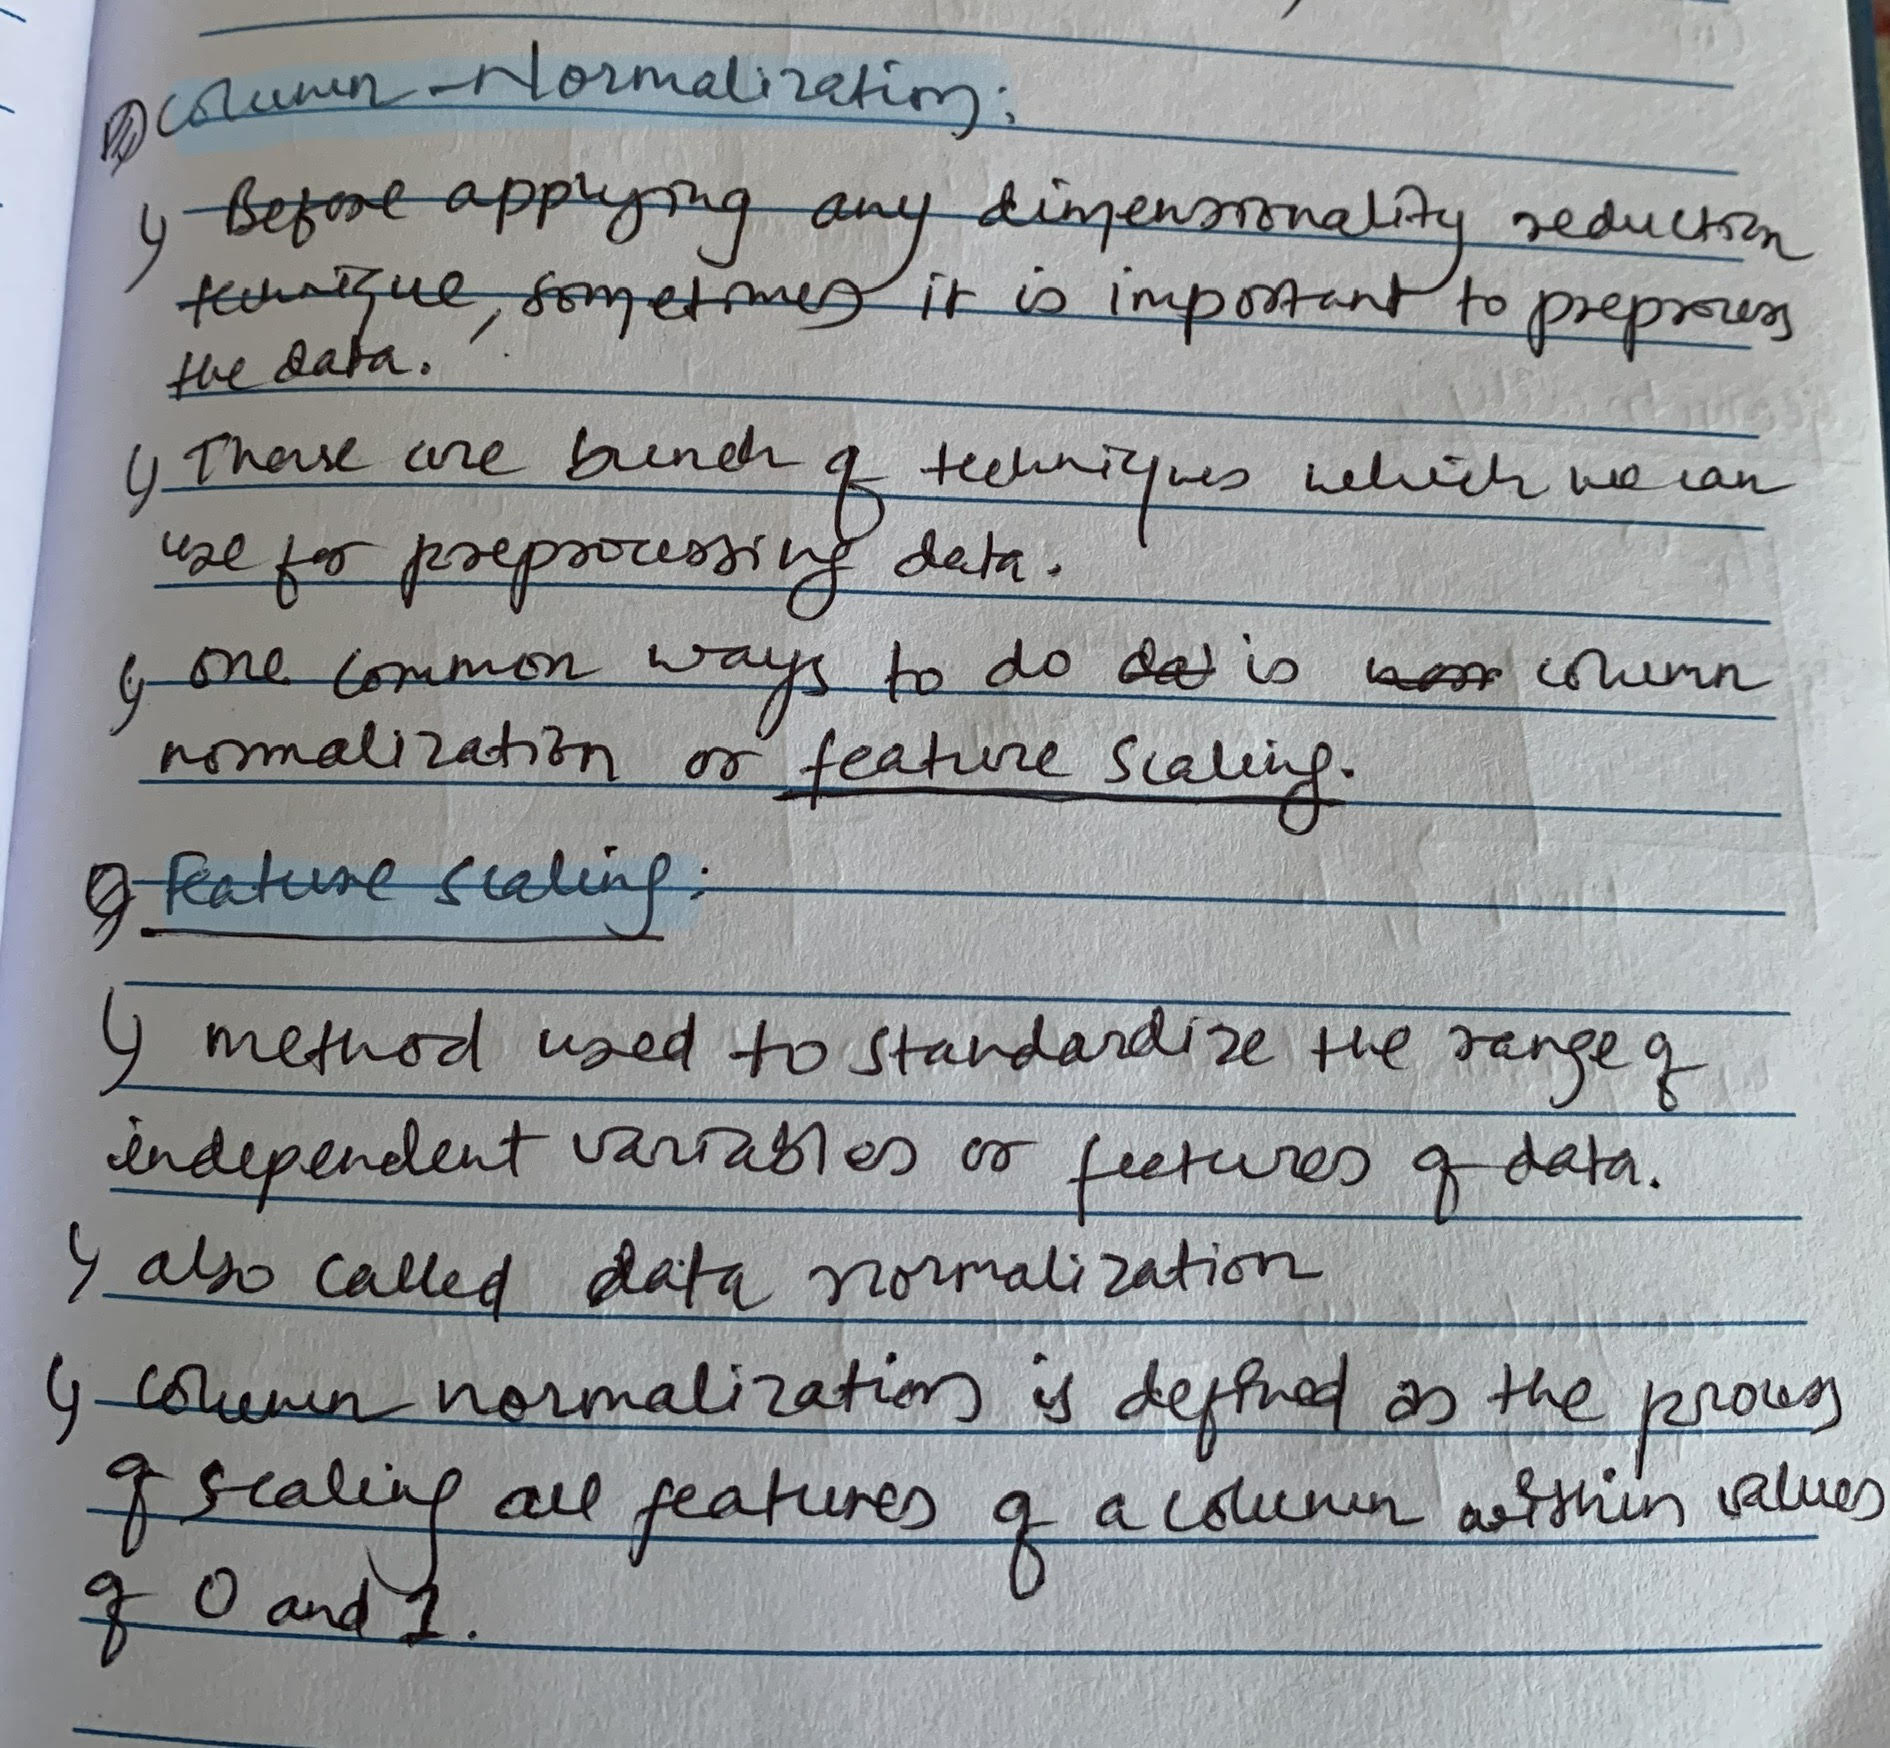 Column-Normalization:
Before applying any dimensionality reduction
technique, sometimes it is important to preprocess
the data.
There are bunch of techniques which we can
use for preprocessing data.
one common ways to do is column
normalization or feature scaling.
Feature scaling:
method used to standardize the range of
independent variables or features of data.
also called data normalization
column normalization is defined as the process
of scaling all features of a column within values
of 0 and 1.